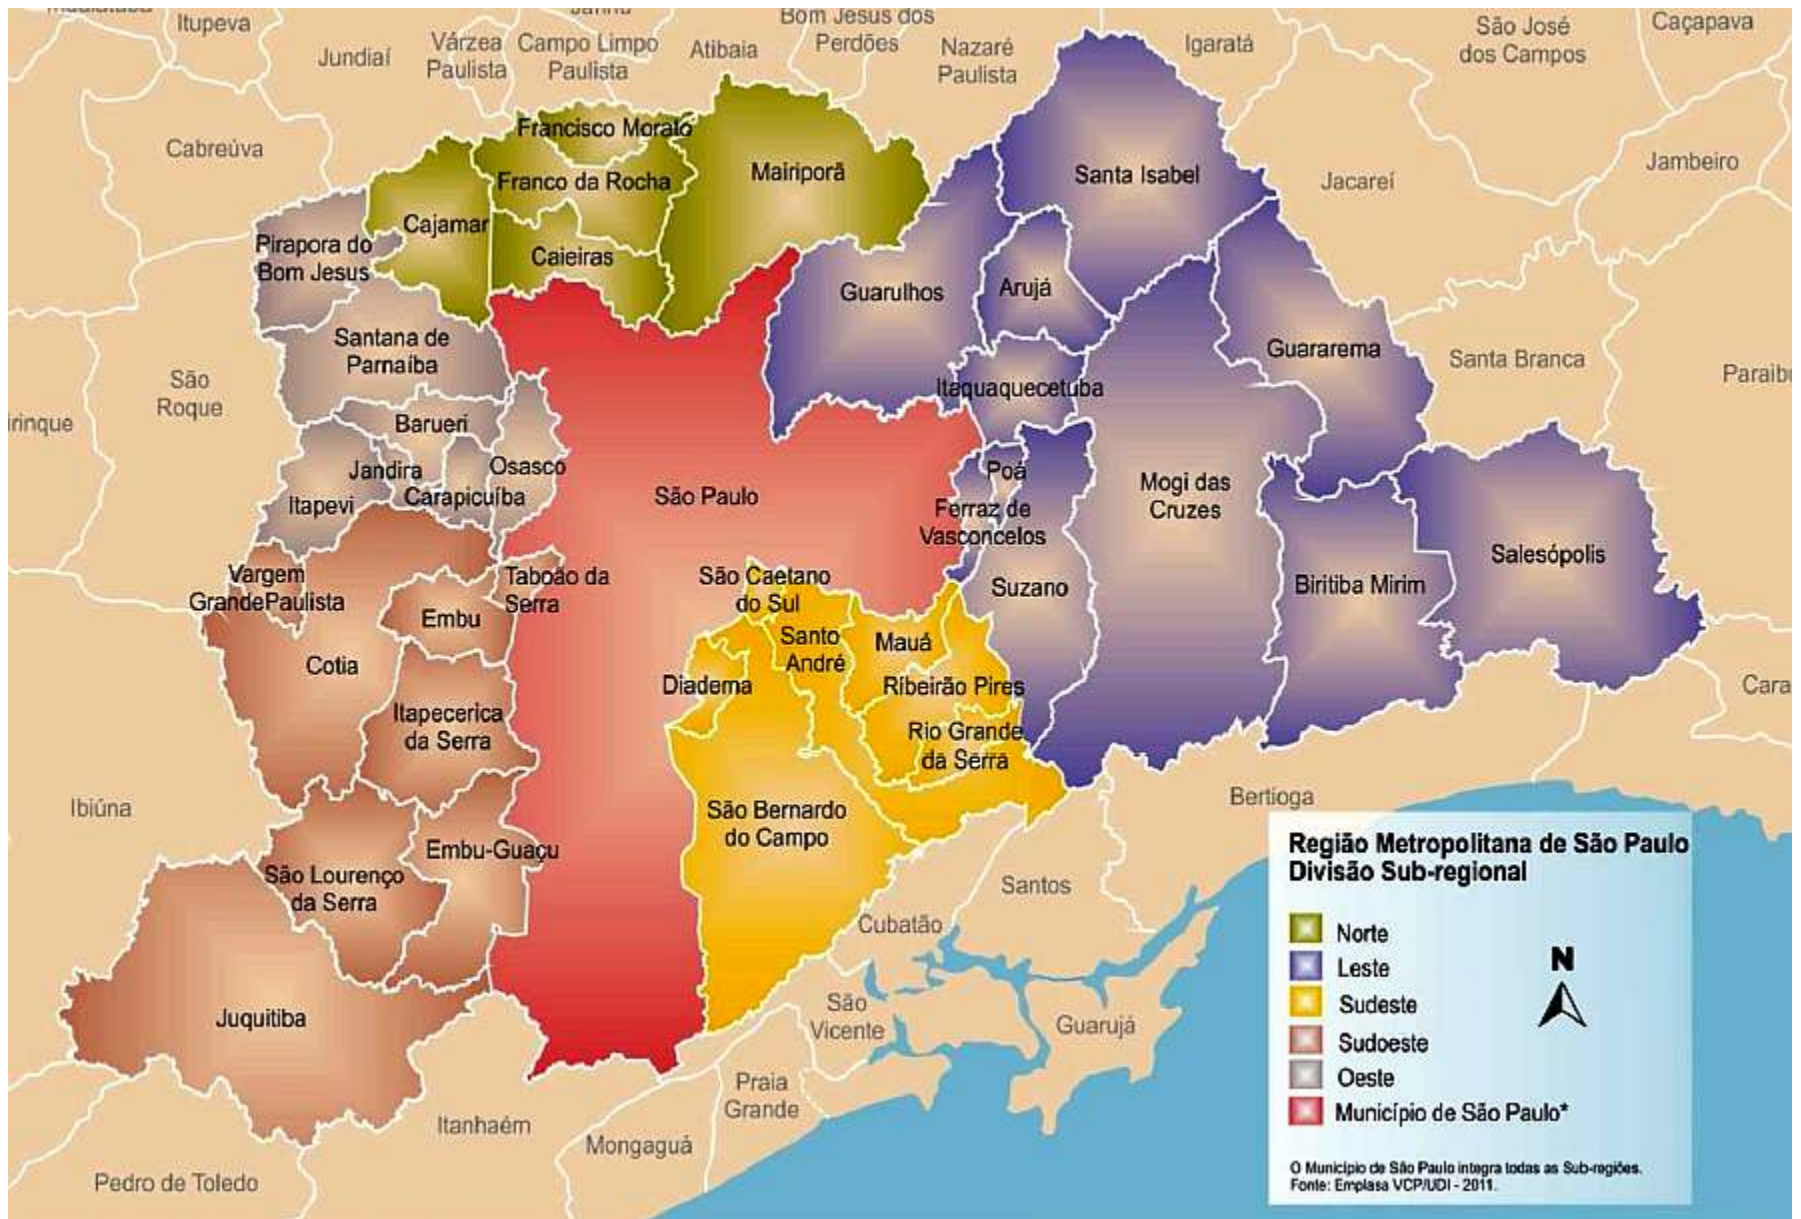 Itupeva
Jundiaí
Várzea
Paulista
Campo Limpo
Paulista
Atibaia
Bom Jesus dos
Perdões
Nazaré
Paulista
Igaratá
São José
dos Campos
Caçapava
Cabreúva
Francisco Morato
Franco da Rocha
Mairiporã
Santa Isabel
Jacareí
Jambeiro
Cajamar
Caieiras
Pirapora do
Bom Jesus
Guarulhos
Arujá
Santana de
Parnaíba
Guararema
Santa Branca
Paraibu
São
Roque
Itaquaquecetuba
irinque
Barueri
Jandira
Osasco
Carapicuíba
Itapevi
São Paulo
Poá
Ferraz de
Vasconcelos
Mogi das
Cruzes
Salesópolis
Biritiba Mirim
Suzano
Vargem
GrandePaulista
Taboão da
Serra
Embu
São Caetano
do Sul
Santo
André
Mauá
Cotia
Diadema
Ribeirão Pires
Cara
Itapecerica
da Serra
Rio Grande
da Serra
São Bernardo
do Campo
Ibiúna
Bertioga
Embu-Guaçu
São Lourenço
da Serra
Santos
Cubatão
Juquitiba
São
Vicente
Guarujá
Praia
Grande
Itanhaém
Mongaguá
Pedro de Toledo
Região Metropolitana de São Paulo
Divisão Sub-regional
Norte
Leste
Sudeste
Sudoeste
Oeste
Município de São Paulo*
N
O Município de São Paulo integra todas as Sub-regiões.
Fonte: Emplasa VCP/UDI - 2011.